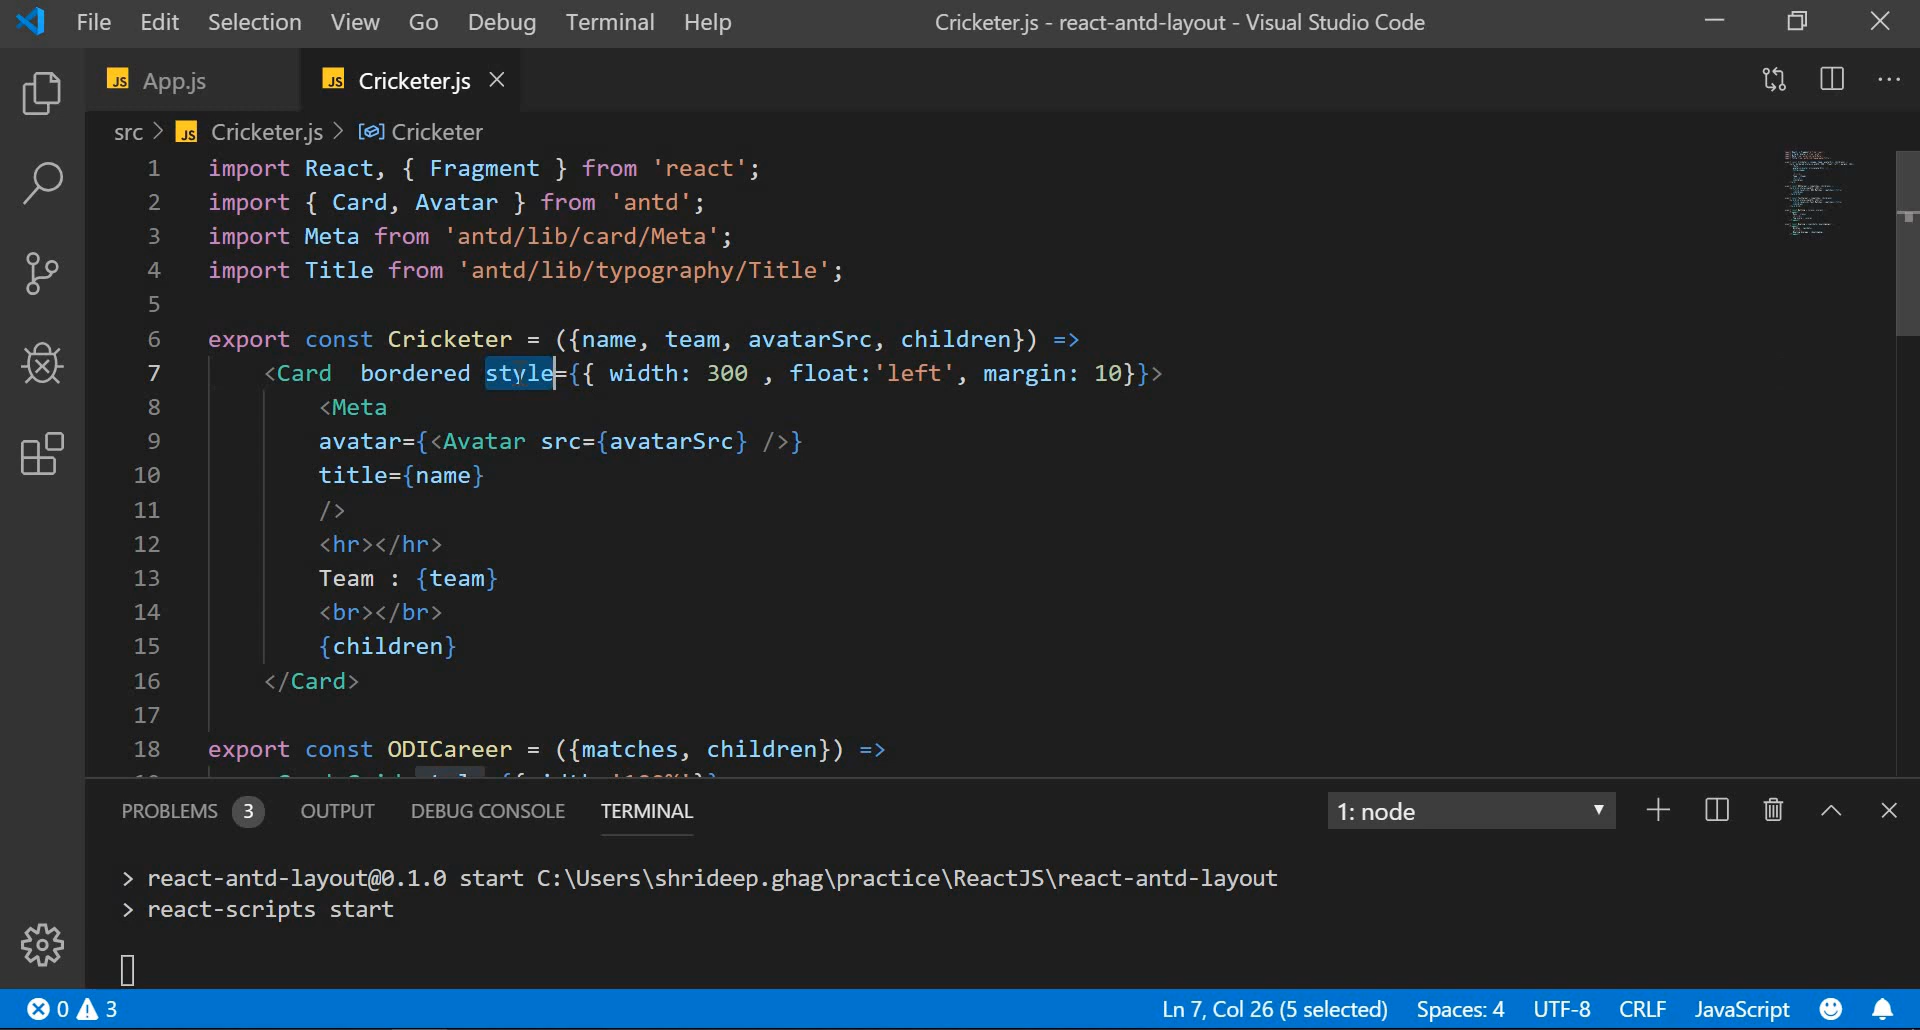 File Edit Selection View Go Debug Terminal Help Cricketer.js - react-antd-layout - Visual Studio Code
JS App.js JS Cricketer.js
src > JS Cricketer.js > Cricketer
1 import React, { Fragment } from 'react';
2 import { Card, Avatar } from 'antd';
3 import Meta from 'antd/lib/card/Meta';
4 import Title from 'antd/lib/typography/Title';
5
6 export const Cricketer = ({name, team, avatarSrc, children}) =>
7 <Card  bordered style={{ width: 300 , float:'left', margin: 10}}>
8 <Meta
9 avatar={<Avatar src={avatarSrc} />}
10 title={name}
11 />
12 <hr></hr>
13 Team : {team}
14 <br></br>
15 {children}
16 </Card>
17
18 export const ODICareer = ({matches, children}) =>
PROBLEMS 3 OUTPUT DEBUG CONSOLE TERMINAL 1: node
> react-antd-layout@0.1.0 start C:\Users\shrideep.ghag\practice\ReactJS\react-antd-layout
> react-scripts start
0 3 Ln 7, Col 26 (5 selected) Spaces: 4 UTF-8 CRLF JavaScript